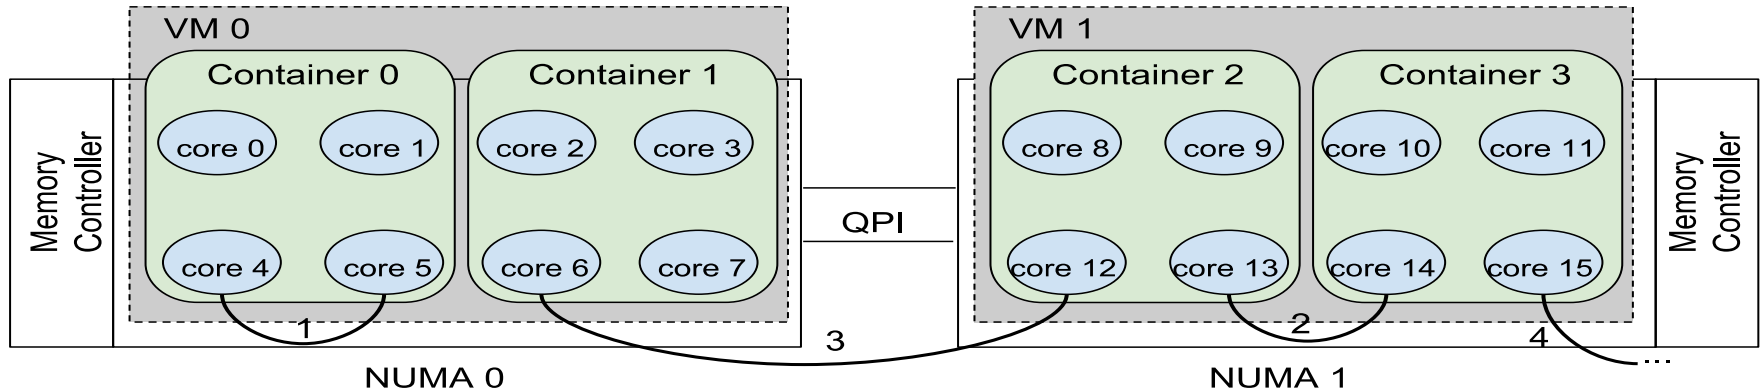 VM 0
VM 1
Container 0
Container 1
Container 2
Container 3
Memory
Controller
core 0
core 1
core 2
core 3
core 8
core 9
core 10
core 11
Memory
Controller
QPI
core 4
core 5
core 6
core 7
core 12
core 13
core 14
core 15
1
3
2
4
...
NUMA 0
NUMA 1